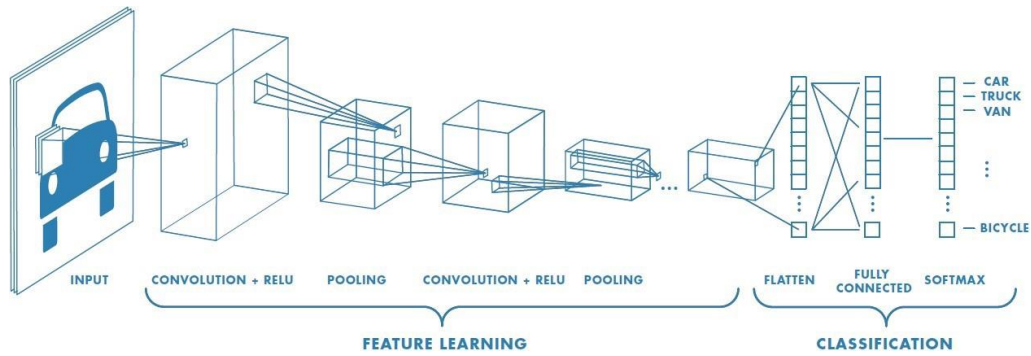 CAR
TRUCK
VAN
BICYCLE
INPUT
CONVOLUTION + RELU
POOLING
CONVOLUTION + RELU
POOLING
FLATTEN
FULLY
CONNECTED
SOFTMAX
FEATURE LEARNING
CLASSIFICATION